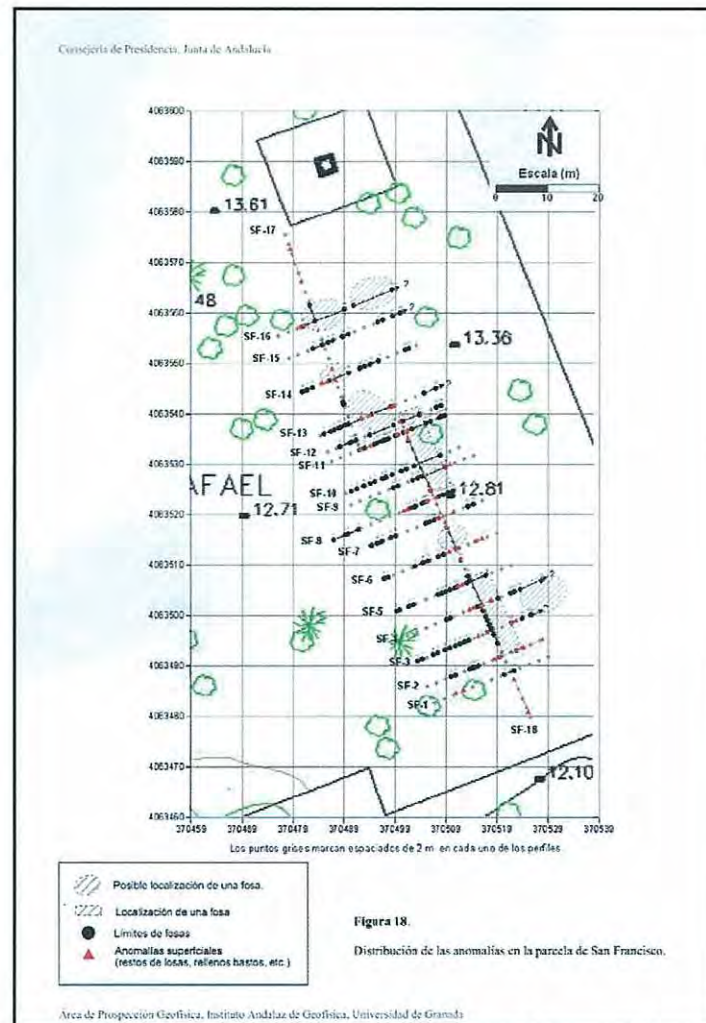 Consejería de Presidencia. Junta de Andalucía
4063600
4063590
4063580
4063570
4063560
4063550
4063540
4063530
4063520
4063510
4063500
4063490
4063480
4063470
4063460
N
Escala (m)
0 10 20
13.61
SF-17
48
13.36
SF-16
SF-15
SF-14
SF-13
SF-12
SF-11
AFAEL
12.71
12.81
SF-10
SF-9
SF-8
SF-7
SF-6
SF-5
SF-3
SF-2
SF-1
SF-18
12.10
370459 370469 370479 370489 370499 370509 370519 370529 370539
Los puntos grises marcan espaciados de 2 m. en cada uno de los perfiles.
Posible localización de una fosa.
Localización de una fosa
Límites de fosas
Anomalías superficiales
(restos de losas, rellenos bastos, etc.)
Figura 18.
Distribución de las anomalías en la parcela de San Francisco.
Área de Prospección Geofísica, Instituto Andaluz de Geofísica, Universidad de Granada